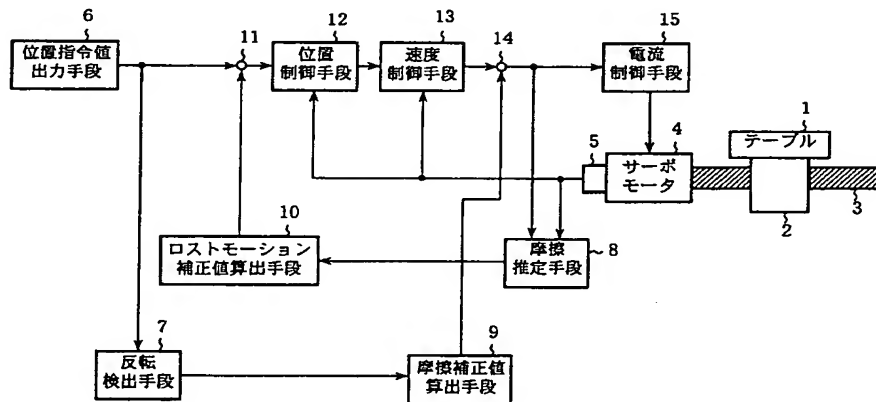 6
位置指令値
出力手段
11
12
位置
制御手段
13
速度
制御手段
14
15
電流
制御手段
1
テーブル
5
4
サーボ
モータ
2
3
10
ロストモーション
補正値算出手段
摩擦
推定手段
8
7
反転
検出手段
9
摩擦補正値
算出手段